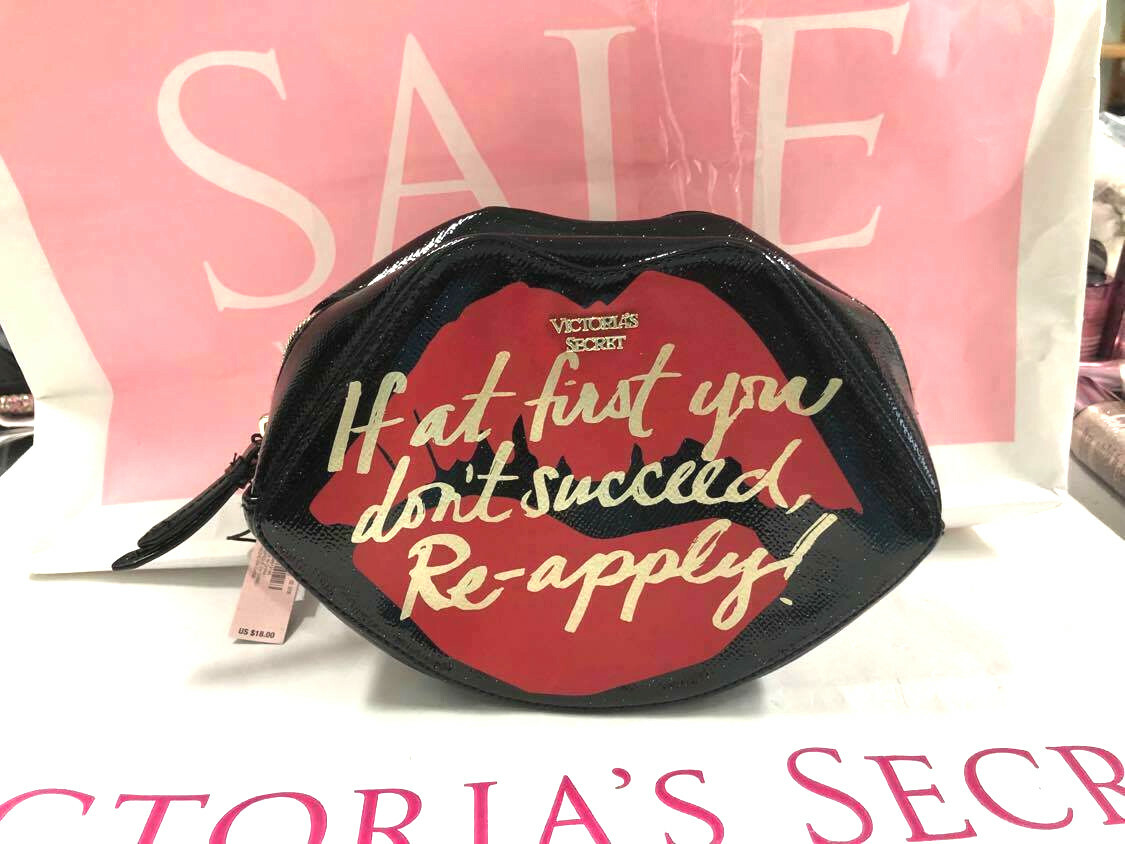 SALE
VICTORIA'S
SECRET
If at first you
don't succeed,
Re-apply!
US $18.00
CTORIA'S SECR